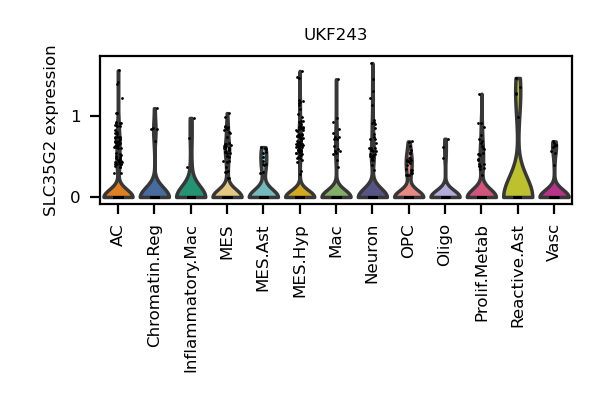 UKF243
SLC35G2 expression
1
0
AC
Chromatin.Reg
Inflammatory.Mac
MES
MES.Ast
MES.Hyp
Mac
Neuron
OPC
Oligo
Prolif.Metab
Reactive.Ast
Vasc